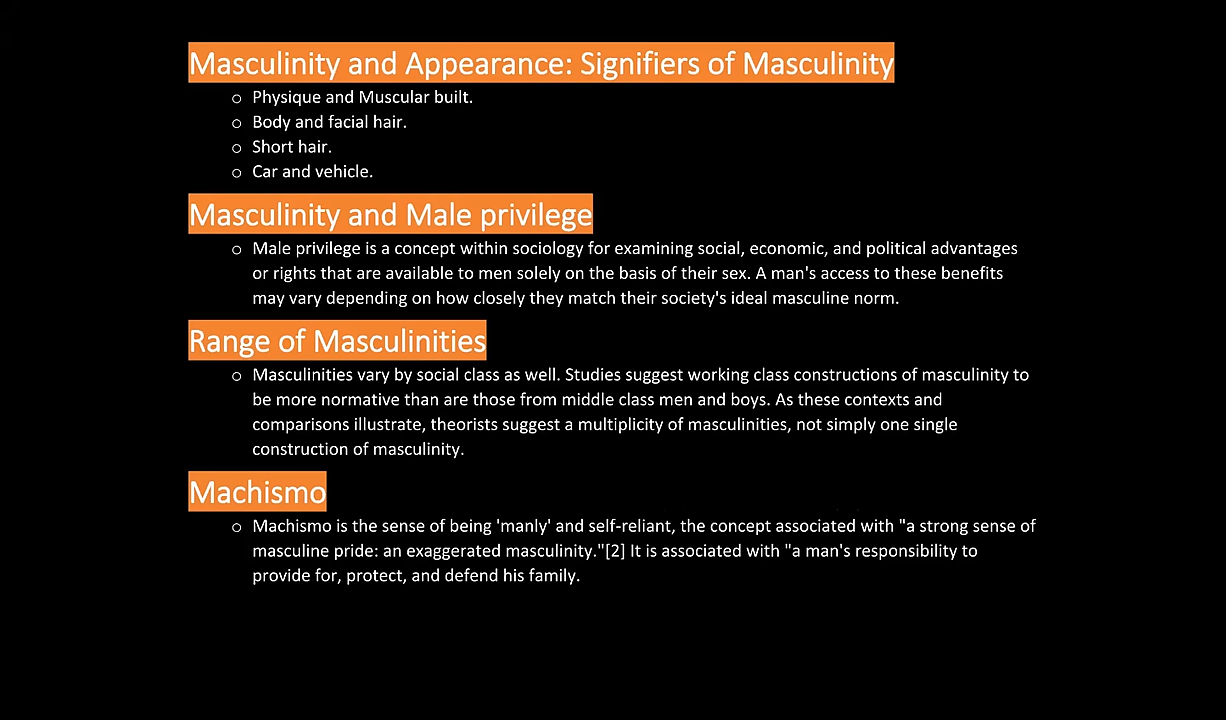 Masculinity and Appearance: Signifiers of Masculinity
o Physique and Muscular built.
o Body and facial hair.
o Short hair.
o Car and vehicle.
Masculinity and Male privilege
o Male privilege is a concept within sociology for examining social, economic, and political advantages
or rights that are available to men solely on the basis of their sex. A man's access to these benefits
may vary depending on how closely they match their society's ideal masculine norm.
Range of Masculinities
o Masculinities vary by social class as well. Studies suggest working class constructions of masculinity to
be more normative than are those from middle class men and boys. As these contexts and
comparisons illustrate, theorists suggest a multiplicity of masculinities, not simply one single
construction of masculinity.
Machismo
o Machismo is the sense of being 'manly' and self-reliant, the concept associated with "a strong sense of
masculine pride: an exaggerated masculinity."[2] It is associated with "a man's responsibility to
provide for, protect, and defend his family.